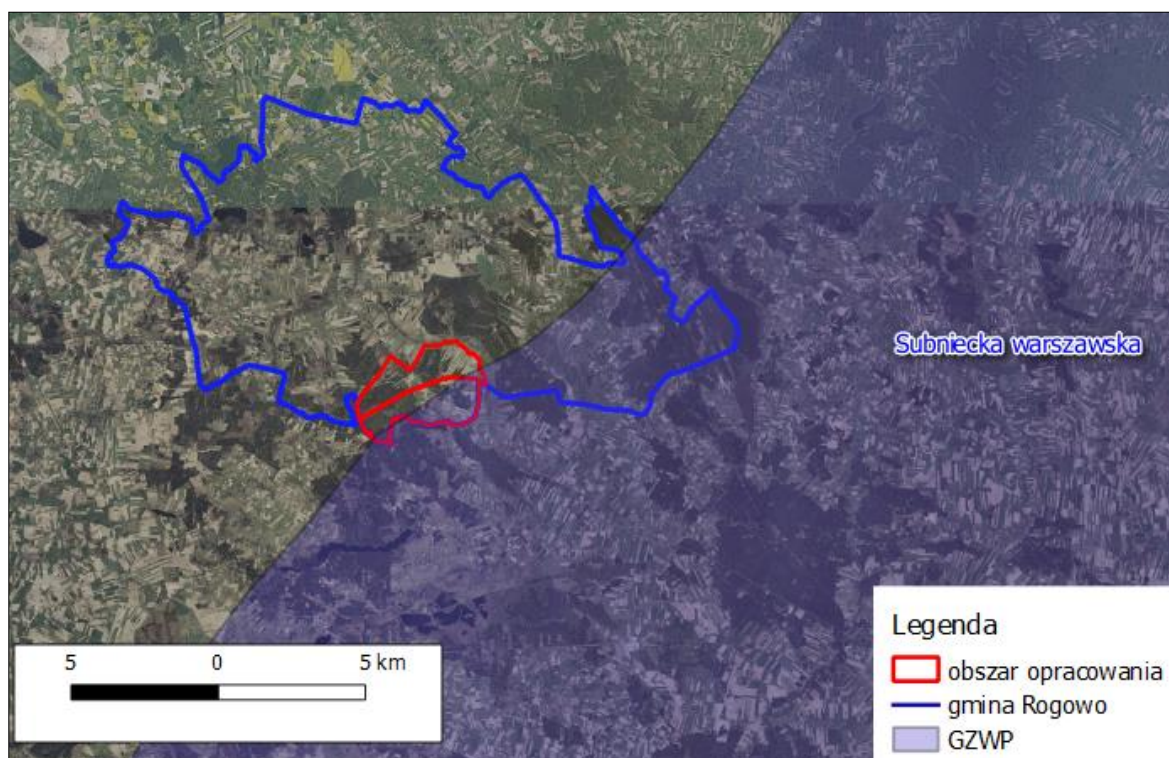 Subniecka warszawska
Legenda
obszar opracowania
gmina Rogowo
GZWP
5 0 5 km